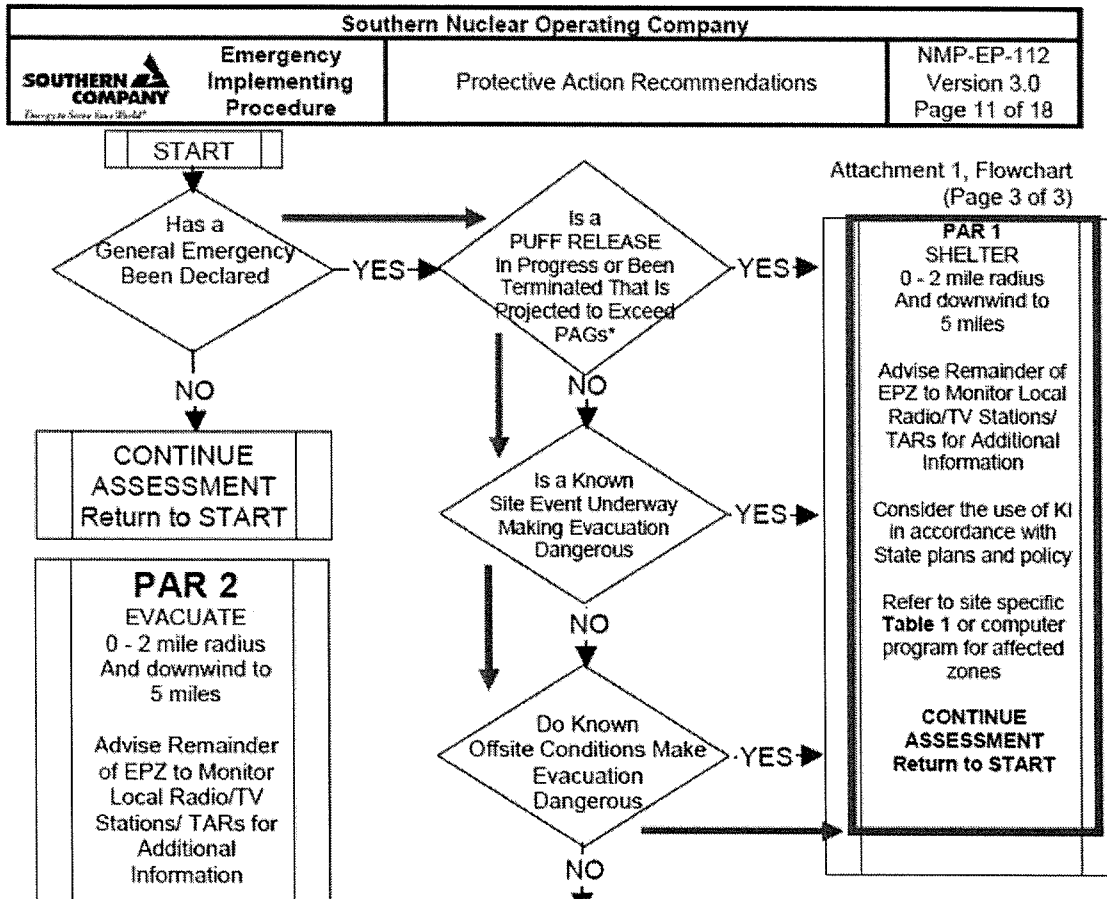 Southern Nuclear Operating Company
SOUTHERN
COMPANY
Energy to Serve Your World®
Emergency
Implementing
Procedure
Protective Action Recommendations
NMP-EP-112
Version 3.0
Page 11 of 18
START
Attachment 1, Flowchart
(Page 3 of 3)
Has a
General Emergency
Been Declared
YES
NO
CONTINUE
ASSESSMENT
Return to START
Is a
PUFF RELEASE
In Progress or Been
Terminated That Is
Projected to Exceed
PAGs*
YES
NO
Is a Known
Site Event Underway
Making Evacuation
Dangerous
YES
NO
Do Known
Offsite Conditions Make
Evacuation
Dangerous
YES
NO
PAR 1
SHELTER
0 - 2 mile radius
And downwind to
5 miles
Advise Remainder of
EPZ to Monitor Local
Radio/TV Stations/
TARs for Additional
Information
Consider the use of KI
in accordance with
State plans and policy
Refer to site specific
Table 1 or computer
program for affected
zones
CONTINUE
ASSESSMENT
Return to START
PAR 2
EVACUATE
0 - 2 mile radius
And downwind to
5 miles
Advise Remainder
of EPZ to Monitor
Local Radio/TV
Stations/ TARs for
Additional
Information